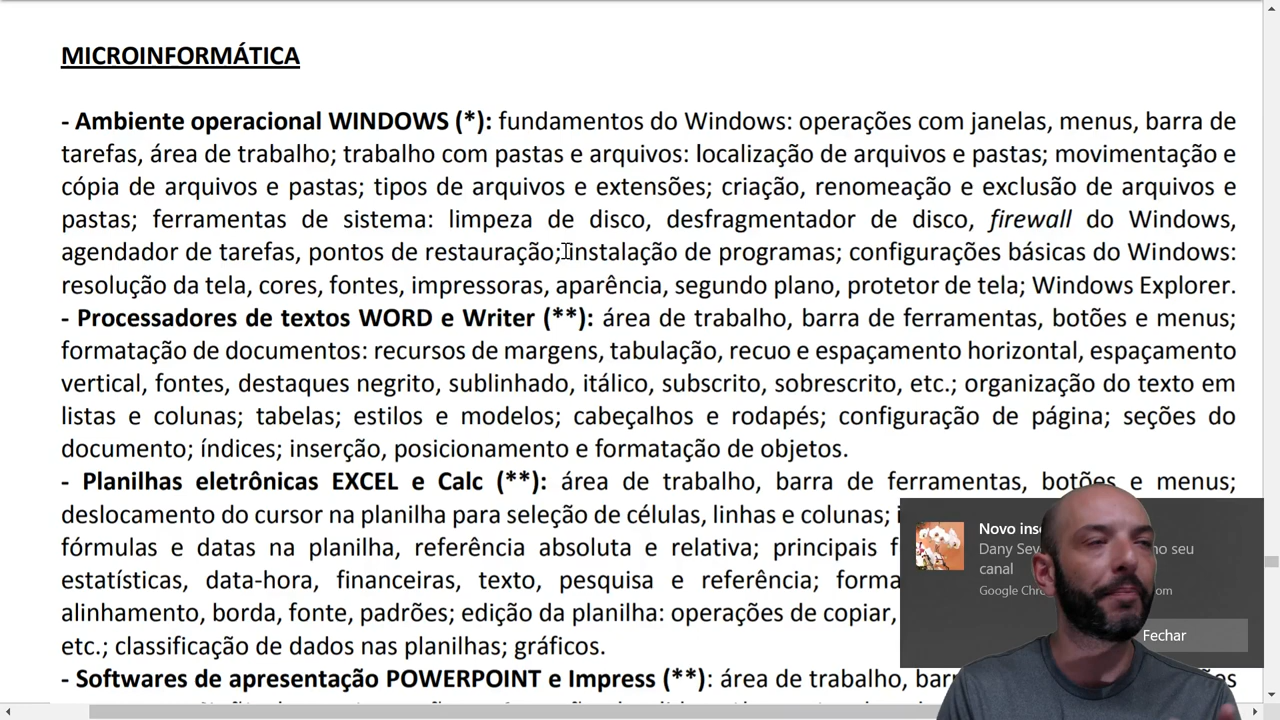 MICROINFORMÁTICA
- Ambiente operacional WINDOWS (*): fundamentos do Windows: operações com janelas, menus, barra de
tarefas, área de trabalho; trabalho com pastas e arquivos: localização de arquivos e pastas; movimentação e
cópia de arquivos e pastas; tipos de arquivos e extensões; criação, renomeação e exclusão de arquivos e
pastas; ferramentas de sistema: limpeza de disco, desfragmentador de disco, firewall do Windows,
agendador de tarefas, pontos de restauração; instalação de programas; configurações básicas do Windows:
resolução da tela, cores, fontes, impressoras, aparência, segundo plano, protetor de tela; Windows Explorer.
- Processadores de textos WORD e Writer (**): área de trabalho, barra de ferramentas, botões e menus;
formatação de documentos: recursos de margens, tabulação, recuo e espaçamento horizontal, espaçamento
vertical, fontes, destaques negrito, sublinhado, itálico, subscrito, sobrescrito, etc.; organização do texto em
listas e colunas; tabelas; estilos e modelos; cabeçalhos e rodapés; configuração de página; seções do
documento; índices; inserção, posicionamento e formatação de objetos.
- Planilhas eletrônicas EXCEL e Calc (**): área de trabalho, barra de ferramentas, botões e menus;
deslocamento do cursor na planilha para seleção de células, linhas e colunas;
fórmulas e datas na planilha, referência absoluta e relativa; principais
estatísticas, data-hora, financeiras, texto, pesquisa e referência;
alinhamento, borda, fonte, padrões; edição da planilha: operações de copiar,
etc.; classificação de dados nas planilhas; gráficos.
- Softwares de apresentação POWERPOINT e Impress (**): área de trabalho,
Novo
Dany no seu
canal
Google
Fechar